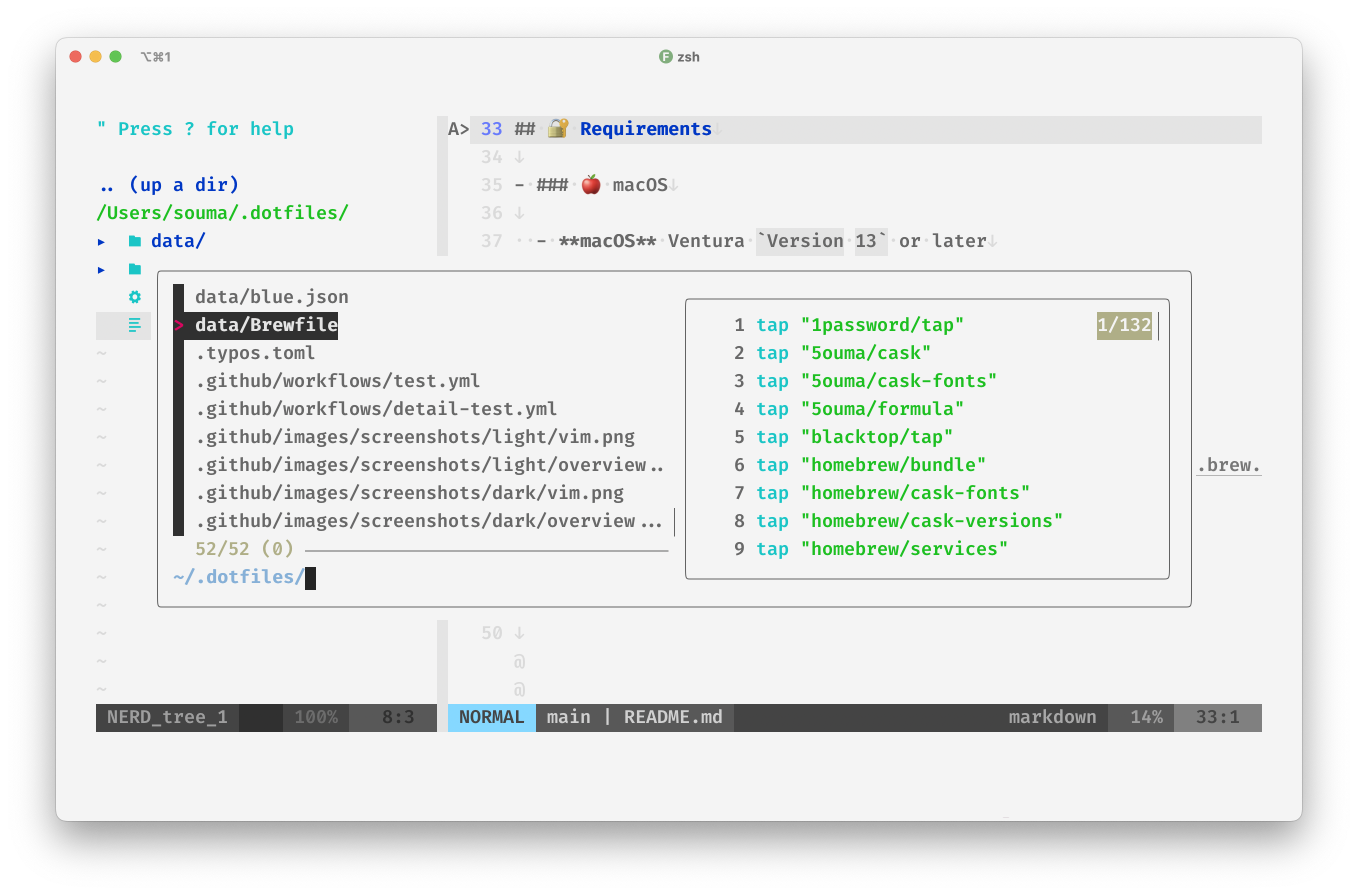 ⌥⌘1
F zsh
" Press ? for help
.. (up a dir)
/Users/souma/.dotfiles/
▸ data/
▸
~
~
~
~
~
~
~
~
~
~
~
~
~
A> 33 ## 🔐 Requirements↓
34 ↓
35 -·###·🍎·macOS↓
36 ↓
37 ··-·**macOS**·Ventura·`Version·13`·or·later↓
data/blue.json
> data/Brewfile
.typos.toml
.github/workflows/test.yml
.github/workflows/detail-test.yml
.github/images/screenshots/light/vim.png
.github/images/screenshots/light/overview..
.github/images/screenshots/dark/vim.png
.github/images/screenshots/dark/overview...
52/52 (0)
~/.dotfiles/
1 tap "1password/tap" 1/132
2 tap "5ouma/cask"
3 tap "5ouma/cask-fonts"
4 tap "5ouma/formula"
5 tap "blacktop/tap"
6 tap "homebrew/bundle"
7 tap "homebrew/cask-fonts"
8 tap "homebrew/cask-versions"
9 tap "homebrew/services"
.brew.
50 ↓
@
@
NERD_tree_1 100% 8:3
NORMAL main | README.md markdown 14% 33:1